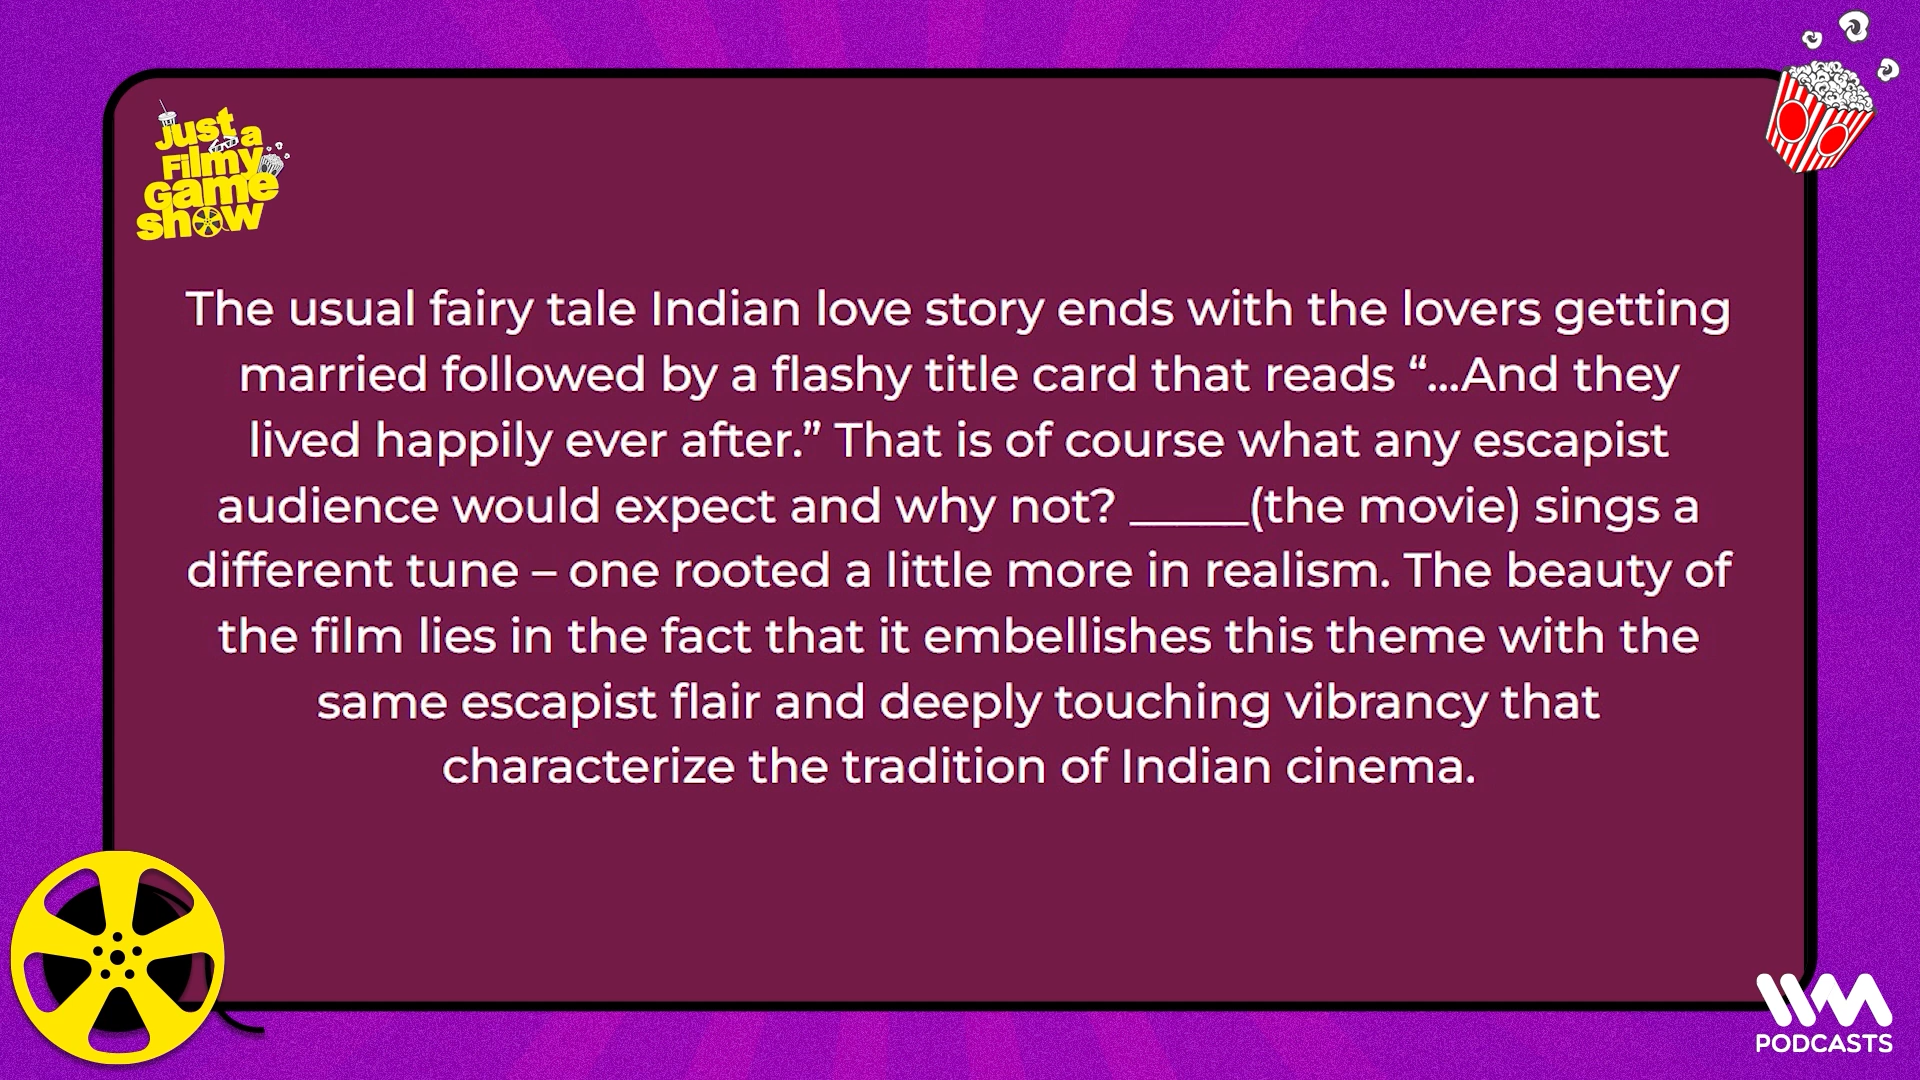 Just a
Filmy
Game
show
The usual fairy tale Indian love story ends with the lovers getting
married followed by a flashy title card that reads “...And they
lived happily ever after.” That is of course what any escapist
audience would expect and why not? _____(the movie) sings a
different tune – one rooted a little more in realism. The beauty of
the film lies in the fact that it embellishes this theme with the
same escapist flair and deeply touching vibrancy that
characterize the tradition of Indian cinema.
IVM
PODCASTS